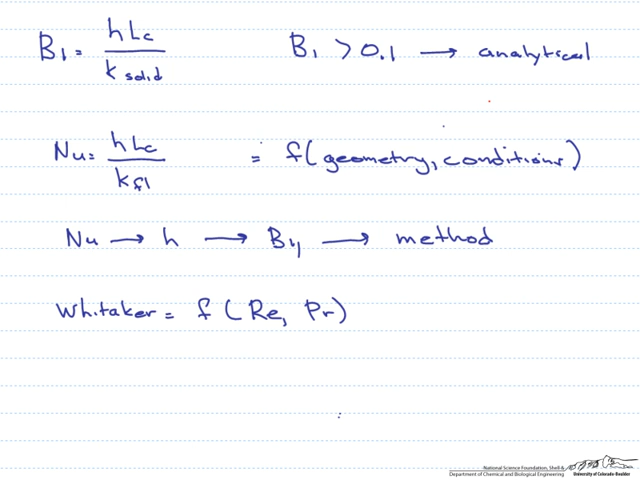 Bi = hLc / k solid     Bi > 0.1 → analytical
Nu = hLc / k fl = f(geometry, conditions)
Nu → h → Bi → method
Whitaker = f(Re, Pr)
National Science Foundation, Shell &
Department of Chemical and Biological Engineering
University of Colorado-Boulder